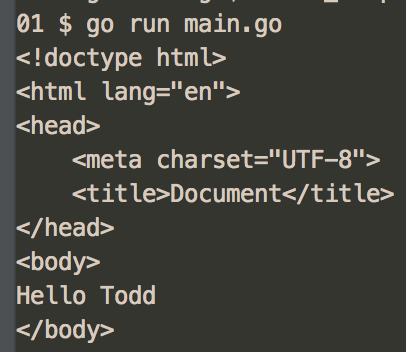 01 $ go run main.go
<!doctype html>
<html lang="en">
<head>
    <meta charset="UTF-8">
    <title>Document</title>
</head>
<body>
Hello Todd
</body>